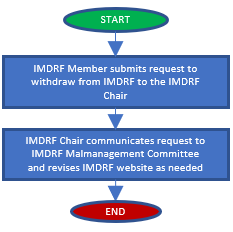 START
IMDRF Member submits request to
withdraw from IMDRF to the IMDRF
Chair
IMDRF Chair communicates request to
IMDRF Malmanagement Committee
and revises IMDRF website as needed
END